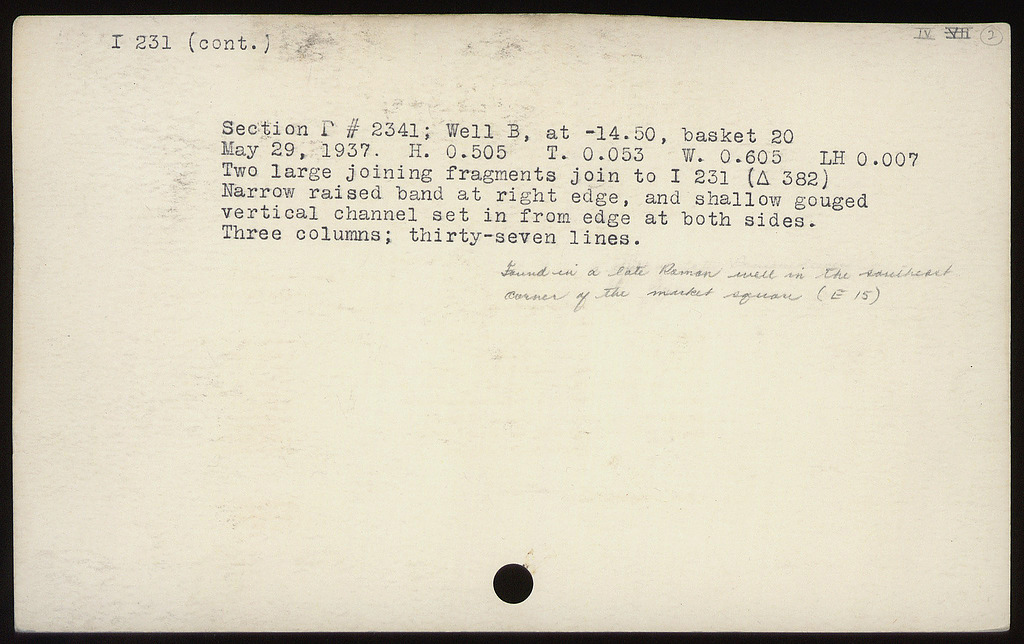 I 231 (cont.)
IV VII 2
Section Γ # 2341; Well B, at -14.50, basket 20
May 29, 1937. H. 0.505 T. 0.053 W. 0.605 LH 0.007
Two large joining fragments join to I 231 (Δ 382)
Narrow raised band at right edge, and shallow gouged
vertical channel set in from edge at both sides.
Three columns; thirty-seven lines.
Found in a late Roman well in the southeast
corner of the market square (E 15)